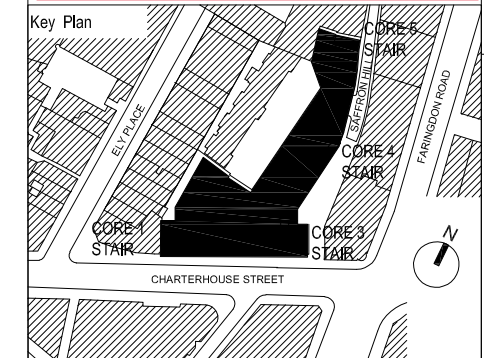 Key Plan
CORE 5
STAIR
SAFFRON HILL
FARINGDON ROAD
ELY PLACE
CORE 4
STAIR
CORE 1
STAIR
CORE 3
STAIR
N
CHARTERHOUSE STREET